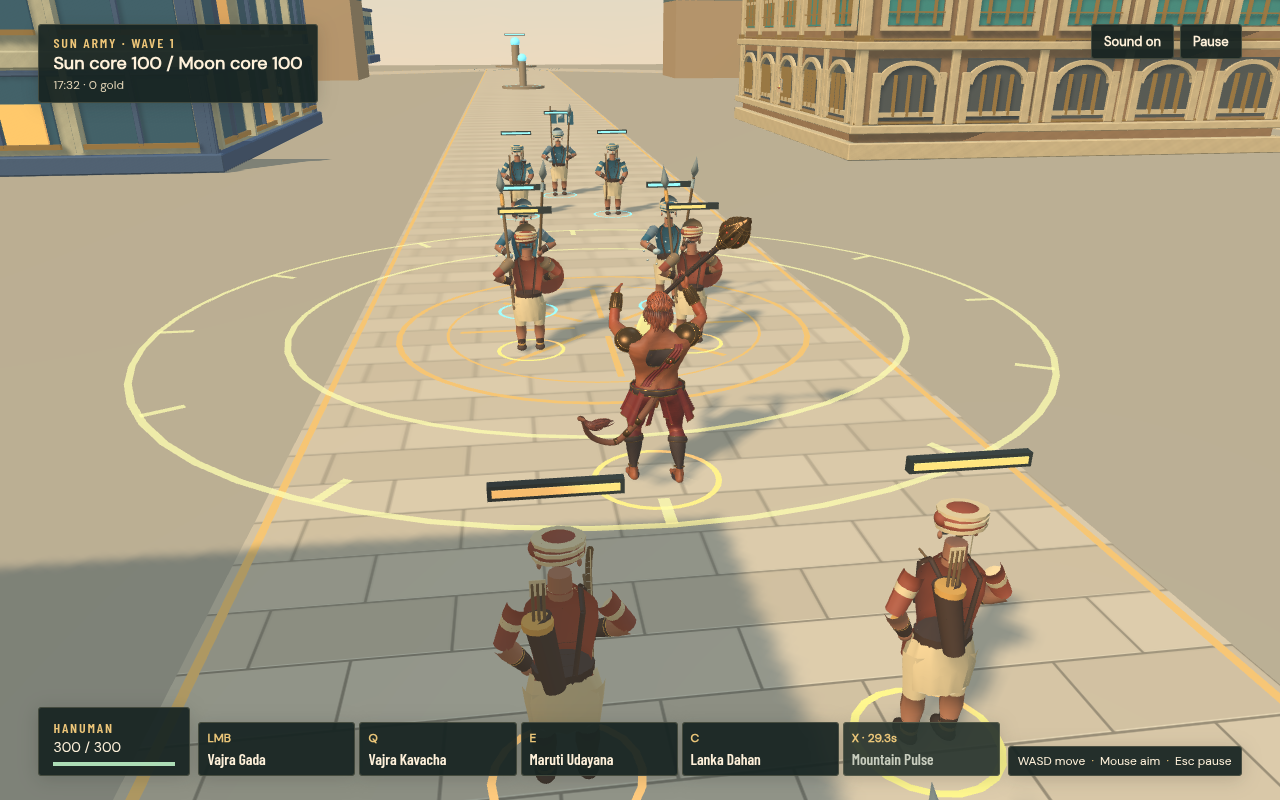 SUN ARMY · WAVE 1
Sun core 100 / Moon core 100
17:32 · 0 gold
Sound on
Pause
HANUMAN
300 / 300
LMB
Vajra Gada
Q
Vajra Kavacha
E
Maruti Udayana
C
Lanka Dahan
X · 29.3s
Mountain Pulse
WASD move · Mouse aim · Esc pause